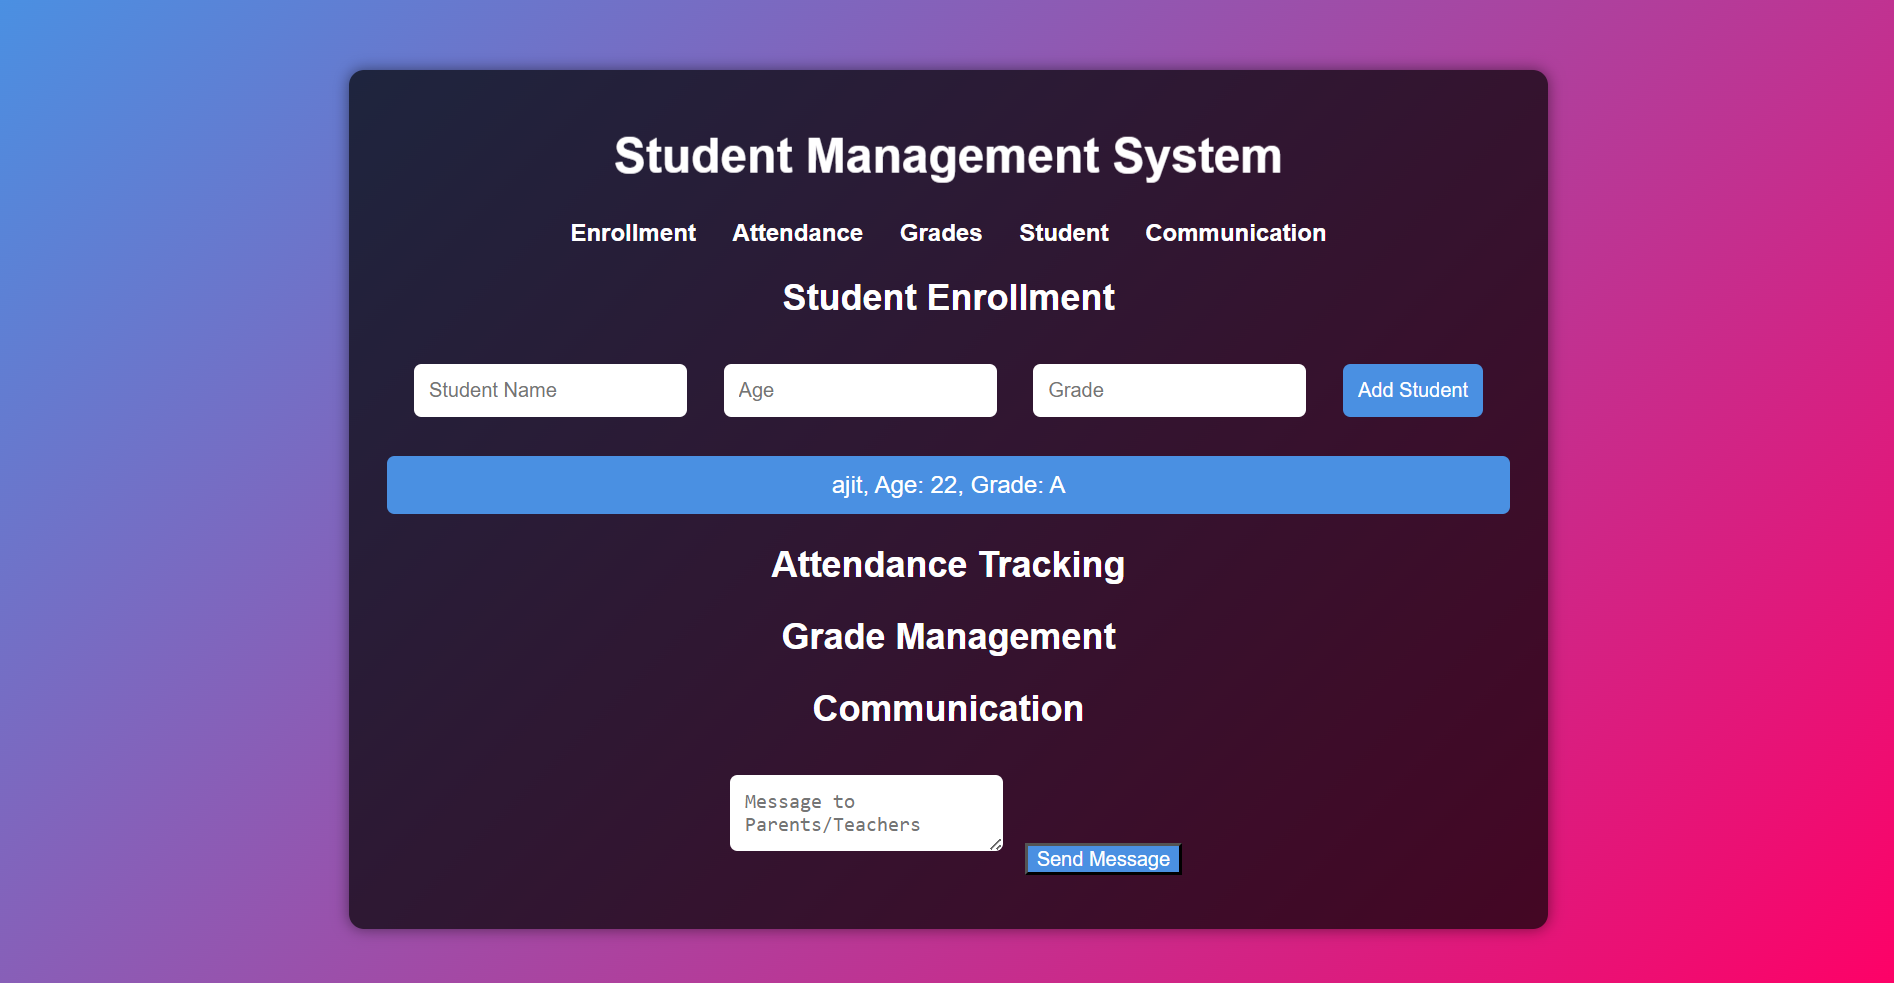 Student Management System
Enrollment Attendance Grades Student Communication
Student Enrollment
Student Name Age Grade Add Student
ajit, Age: 22, Grade: A
Attendance Tracking
Grade Management
Communication
Message to
Parents/Teachers
Send Message